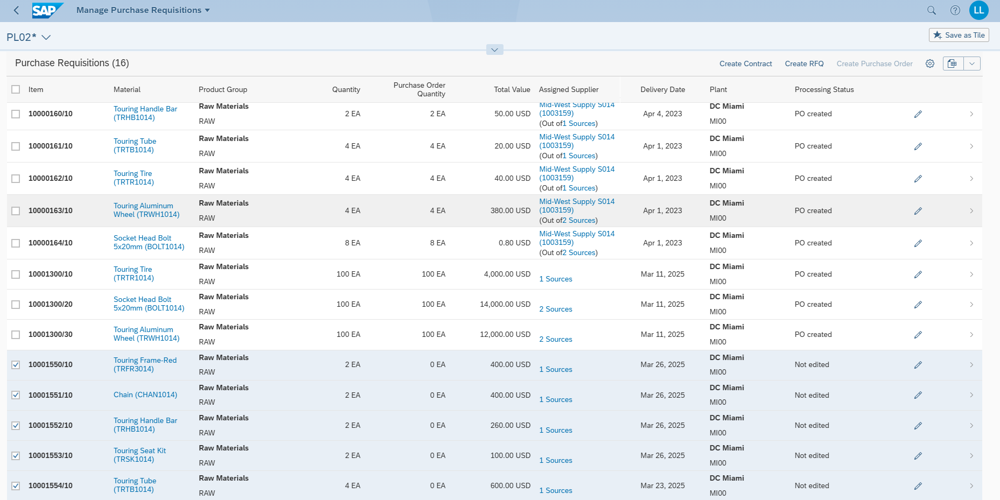 SAP Manage Purchase Requisitions
LL
PL02*
Save as Tile
Purchase Requisitions (16)
Create Contract Create RFQ Create Purchase Order
Item Material Product Group Quantity Purchase Order Quantity Total Value Assigned Supplier Delivery Date Plant Processing Status
10000160/10 Touring Handle Bar (TRHB1014) Raw Materials RAW 2 EA 2 EA 50.00 USD Mid-West Supply S014 (1003159) (Out of1 Sources) Apr 4, 2023 DC Miami MI00 PO created
10000161/10 Touring Tube (TRTB1014) Raw Materials RAW 4 EA 4 EA 20.00 USD Mid-West Supply S014 (1003159) (Out of1 Sources) Apr 1, 2023 DC Miami MI00 PO created
10000162/10 Touring Tire (TRTR1014) Raw Materials RAW 4 EA 4 EA 40.00 USD Mid-West Supply S014 (1003159) (Out of1 Sources) Apr 1, 2023 DC Miami MI00 PO created
10000163/10 Touring Aluminum Wheel (TRWH1014) Raw Materials RAW 4 EA 4 EA 380.00 USD Mid-West Supply S014 (1003159) (Out of2 Sources) Apr 1, 2023 DC Miami MI00 PO created
10000164/10 Socket Head Bolt 5x20mm (BOLT1014) Raw Materials RAW 8 EA 8 EA 0.80 USD Mid-West Supply S014 (1003159) (Out of2 Sources) Apr 1, 2023 DC Miami MI00 PO created
10001300/10 Touring Tire (TRTR1014) Raw Materials RAW 100 EA 100 EA 4,000.00 USD 1 Sources Mar 11, 2025 DC Miami MI00 PO created
10001300/20 Socket Head Bolt 5x20mm (BOLT1014) Raw Materials RAW 100 EA 100 EA 14,000.00 USD 2 Sources Mar 11, 2025 DC Miami MI00 PO created
10001300/30 Touring Aluminum Wheel (TRWH1014) Raw Materials RAW 100 EA 100 EA 12,000.00 USD 2 Sources Mar 11, 2025 DC Miami MI00 PO created
10001550/10 Touring Frame-Red (TRFR3014) Raw Materials RAW 2 EA 0 EA 400.00 USD 1 Sources Mar 26, 2025 DC Miami MI00 Not edited
10001551/10 Chain (CHAN1014) Raw Materials RAW 2 EA 0 EA 400.00 USD 1 Sources Mar 26, 2025 DC Miami MI00 Not edited
10001552/10 Touring Handle Bar (TRHB1014) Raw Materials RAW 2 EA 0 EA 260.00 USD 1 Sources Mar 26, 2025 DC Miami MI00 Not edited
10001553/10 Touring Seat Kit (TRSK1014) Raw Materials RAW 2 EA 0 EA 100.00 USD 1 Sources Mar 26, 2025 DC Miami MI00 Not edited
10001554/10 Touring Tube (TRTB1014) Raw Materials RAW 4 EA 0 EA 600.00 USD 1 Sources Mar 23, 2025 DC Miami MI00 Not edited